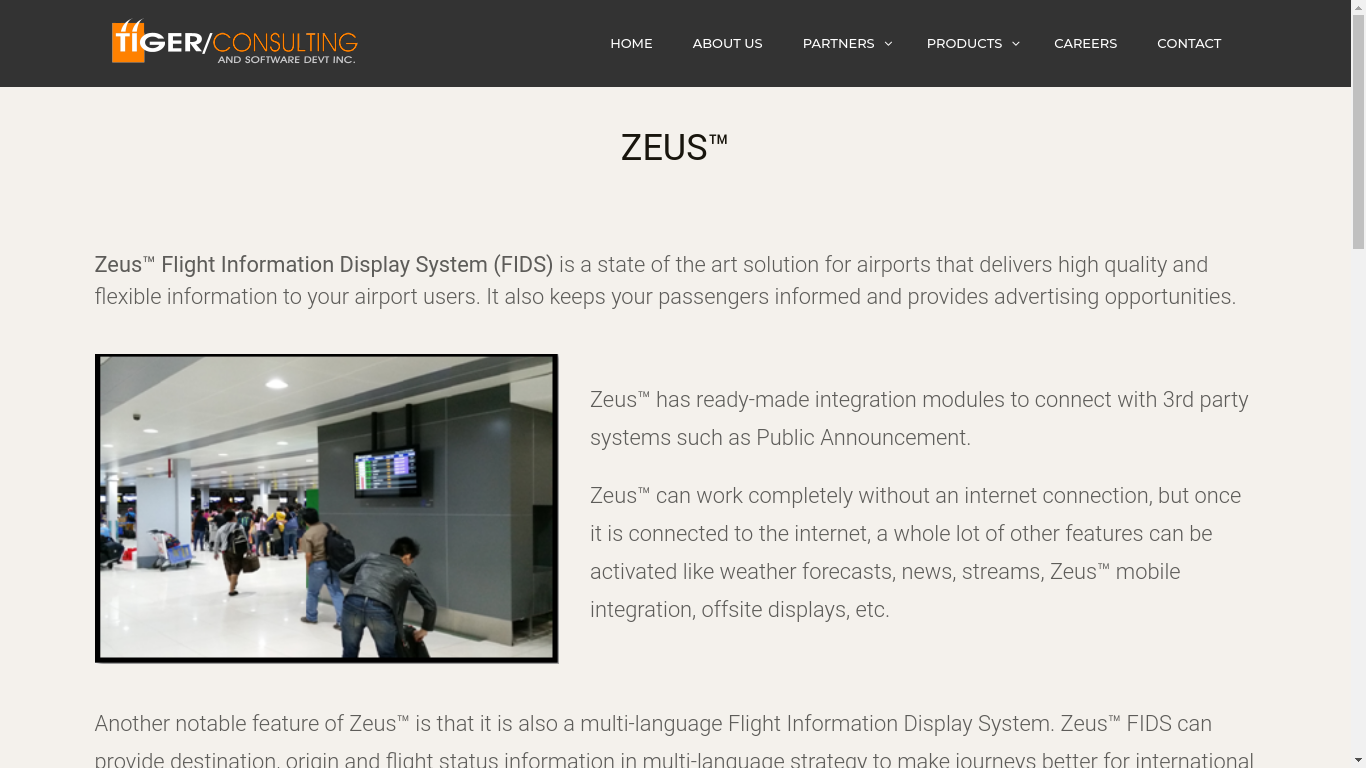 TiGER/CONSULTING
AND SOFTWARE DEVT INC.
HOME
ABOUT US
PARTNERS
PRODUCTS
CAREERS
CONTACT
ZEUS™
Zeus™ Flight Information Display System (FIDS) is a state of the art solution for airports that delivers high quality and
flexible information to your airport users. It also keeps your passengers informed and provides advertising opportunities.
Zeus™ has ready-made integration modules to connect with 3rd party
systems such as Public Announcement.
Zeus™ can work completely without an internet connection, but once
it is connected to the internet, a whole lot of other features can be
activated like weather forecasts, news, streams, Zeus™ mobile
integration, offsite displays, etc.
Another notable feature of Zeus™ is that it is also a multi-language Flight Information Display System. Zeus™ FIDS can
provide destination, origin and flight status information in multi-language strategy to make journeys better for international